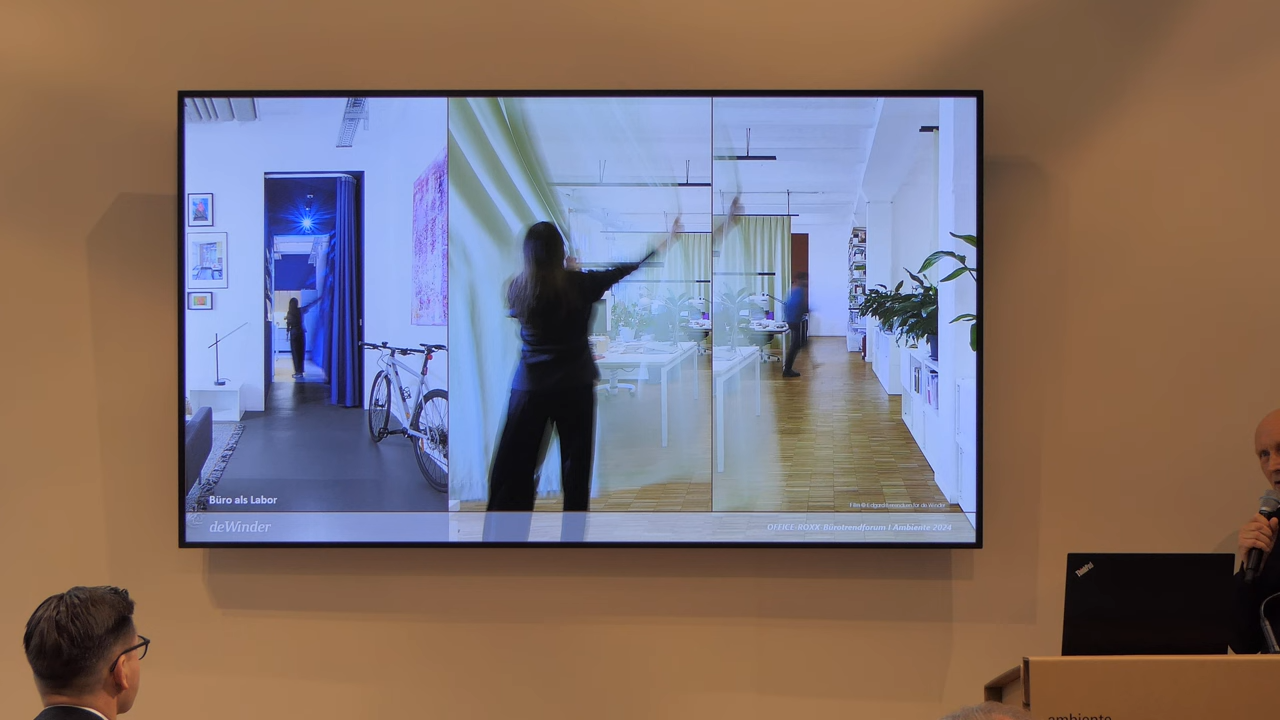 Büro als Labor
deWinder
OFFICE ROXX Bürotrendforum I Ambiente 2024
ThinkPad
ambiente